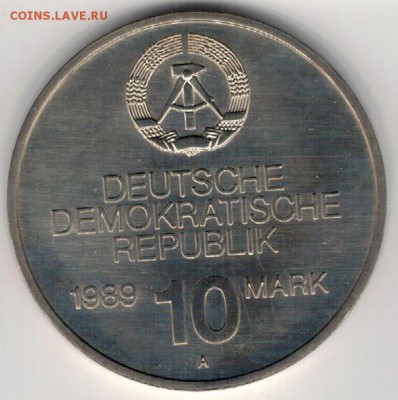 COINS.LAVE.RU
DEUTSCHE
DEMOKRATISCHE
REPUBLIK
1989 10 MARK
A